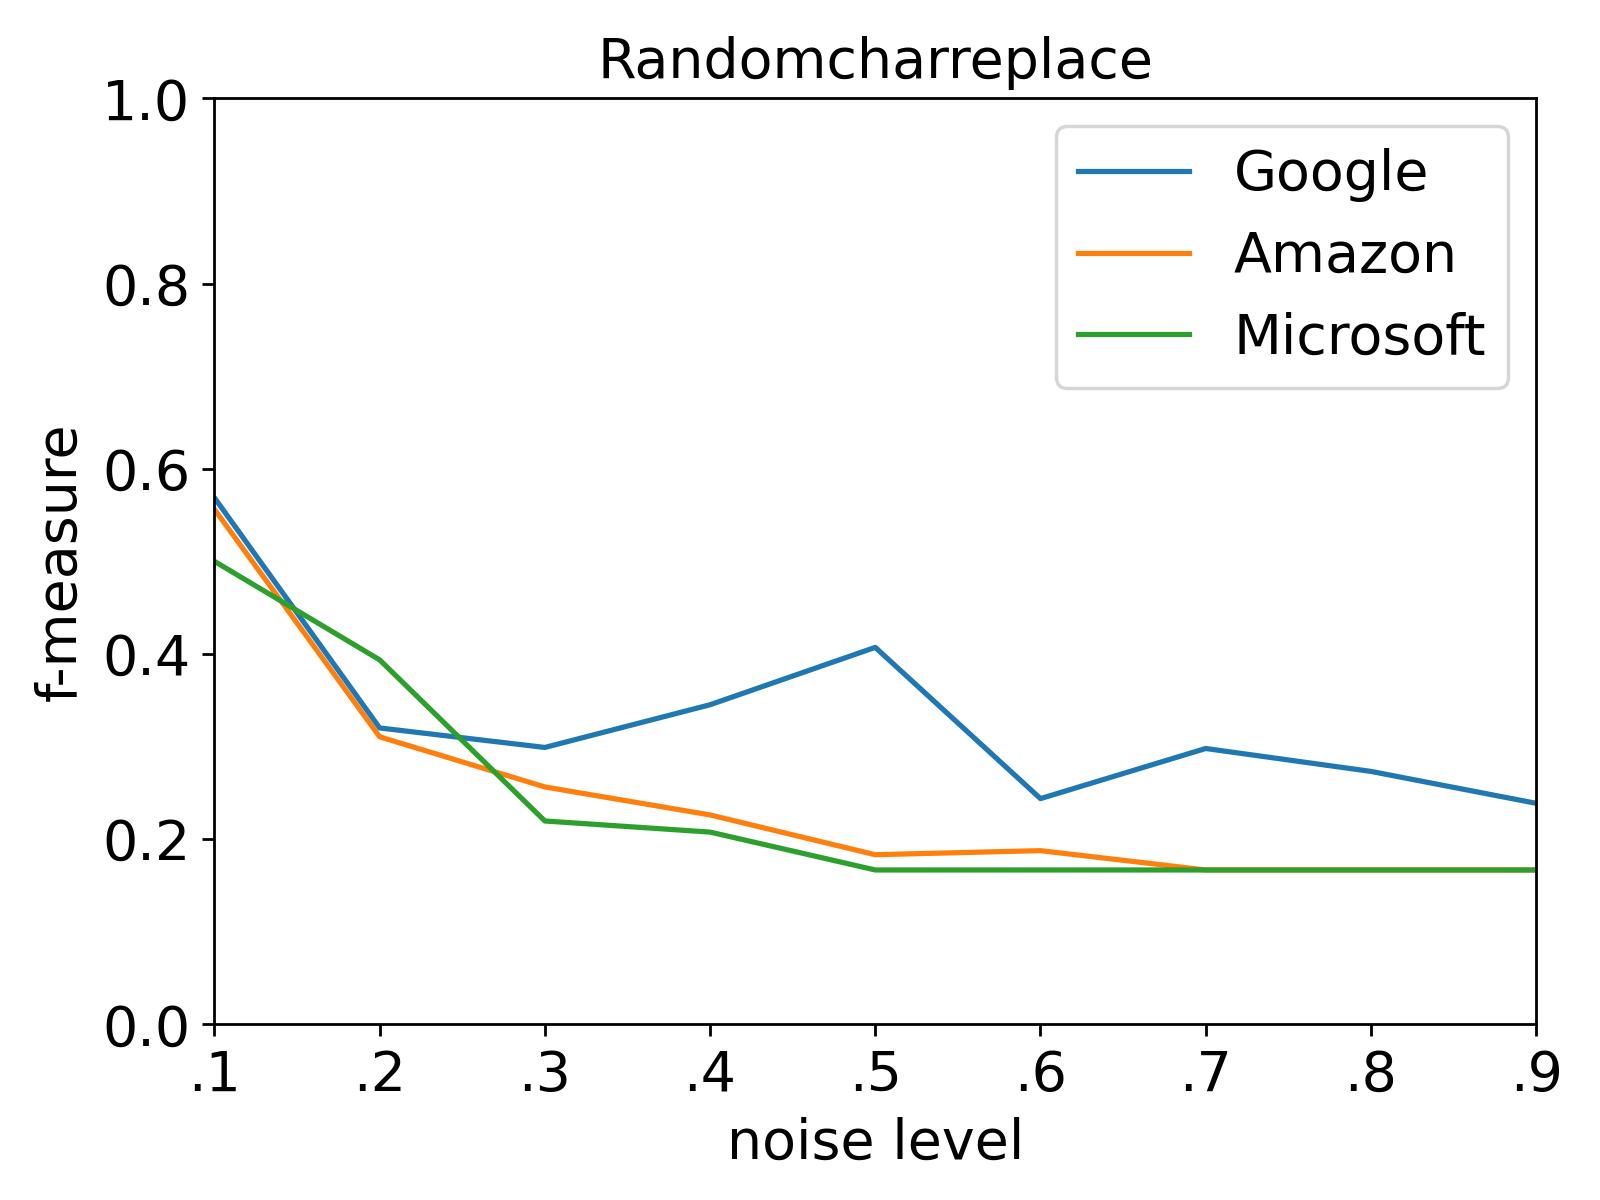 Randomcharreplace
1.0
0.8
0.6
0.4
0.2
0.0
f-measure
Google
Amazon
Microsoft
.1 .2 .3 .4 .5 .6 .7 .8 .9
noise level